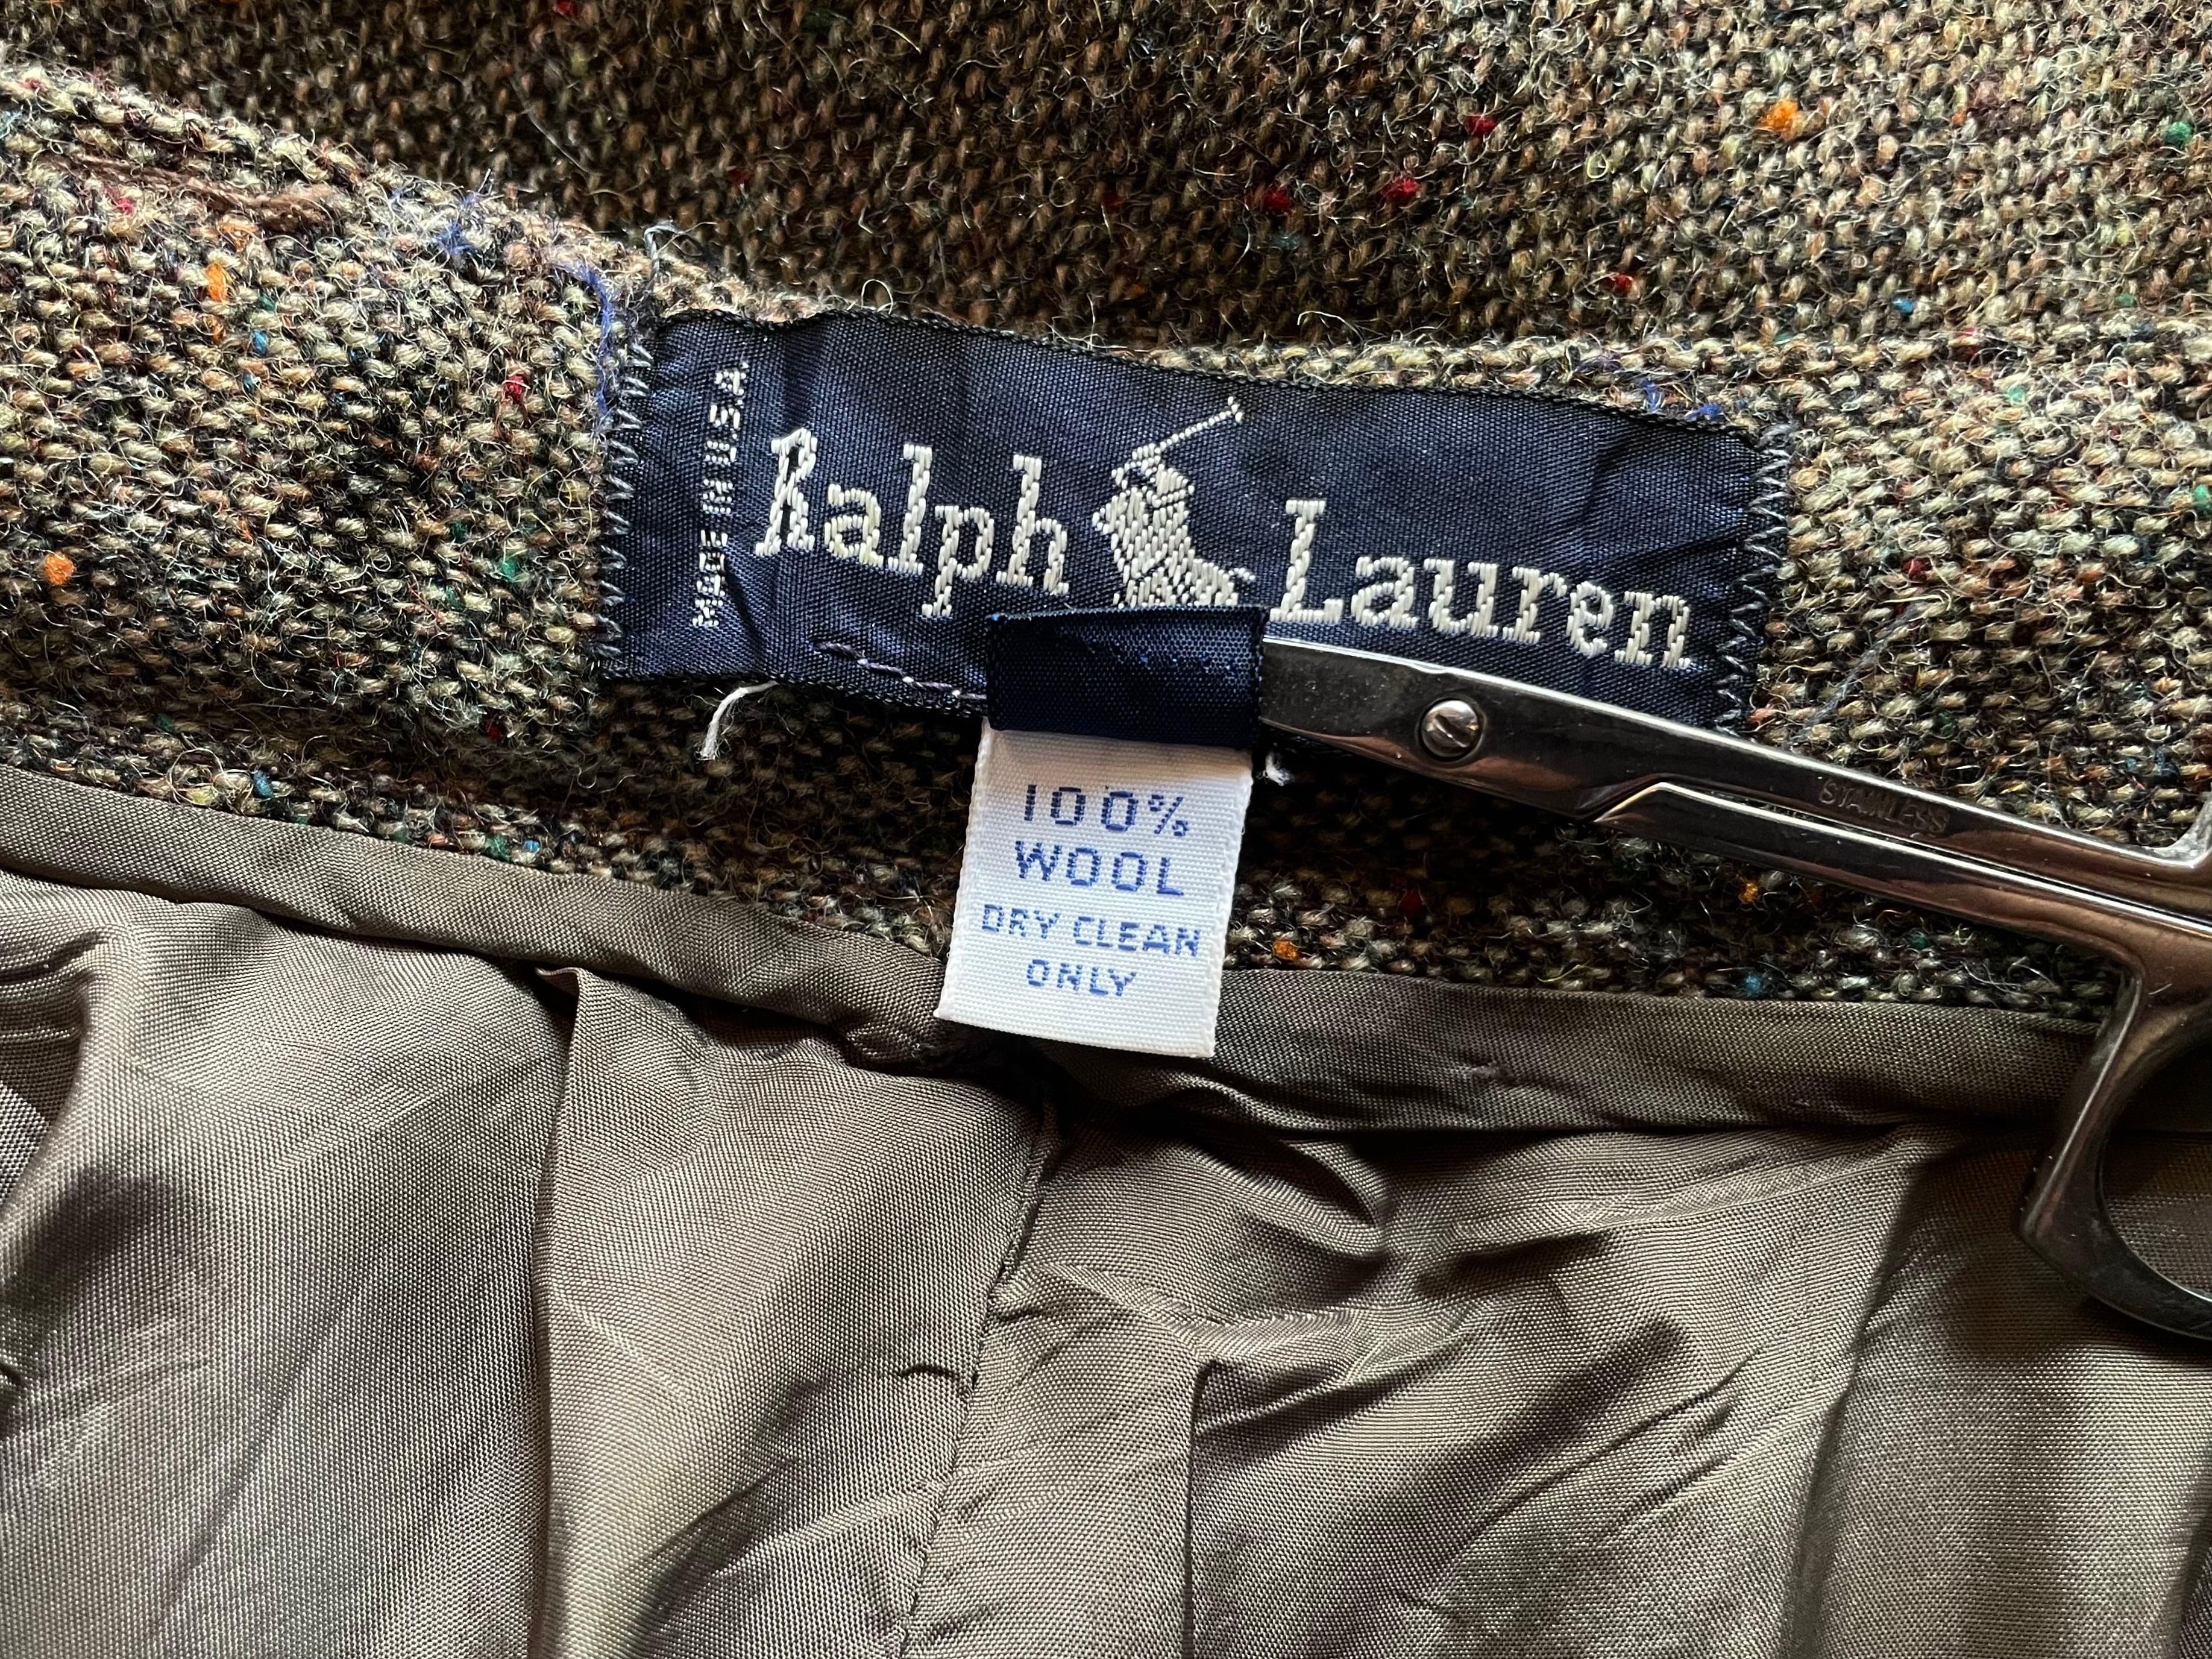 MADE IN U.S.A.
Ralph Lauren
100%
WOOL
DRY CLEAN
ONLY
STAINLESS